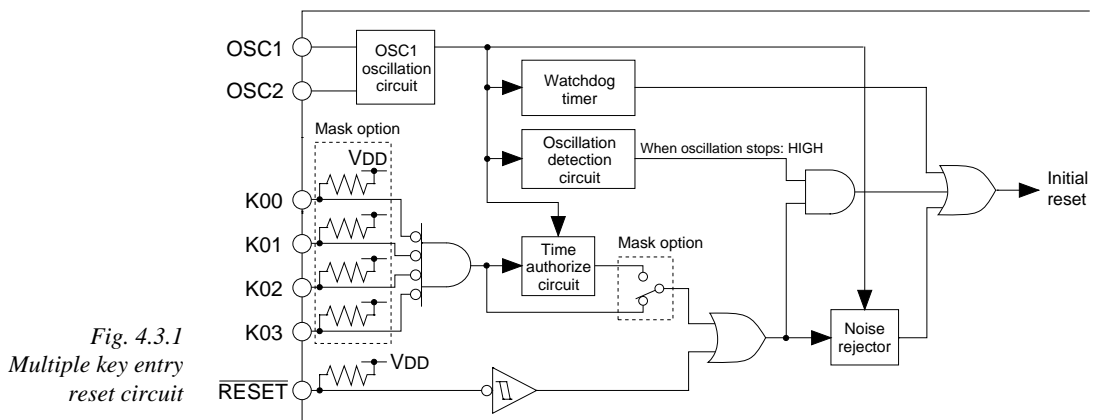 OSC1
OSC2
OSC1
oscillation
circuit
Watchdog
timer
Mask option
VDD
Oscillation
detection
circuit
When oscillation stops: HIGH
Initial
reset
K00
K01
K02
K03
Time
authorize
circuit
Mask option
Noise
rejector
RESET
VDD
Fig. 4.3.1
Multiple key entry
reset circuit